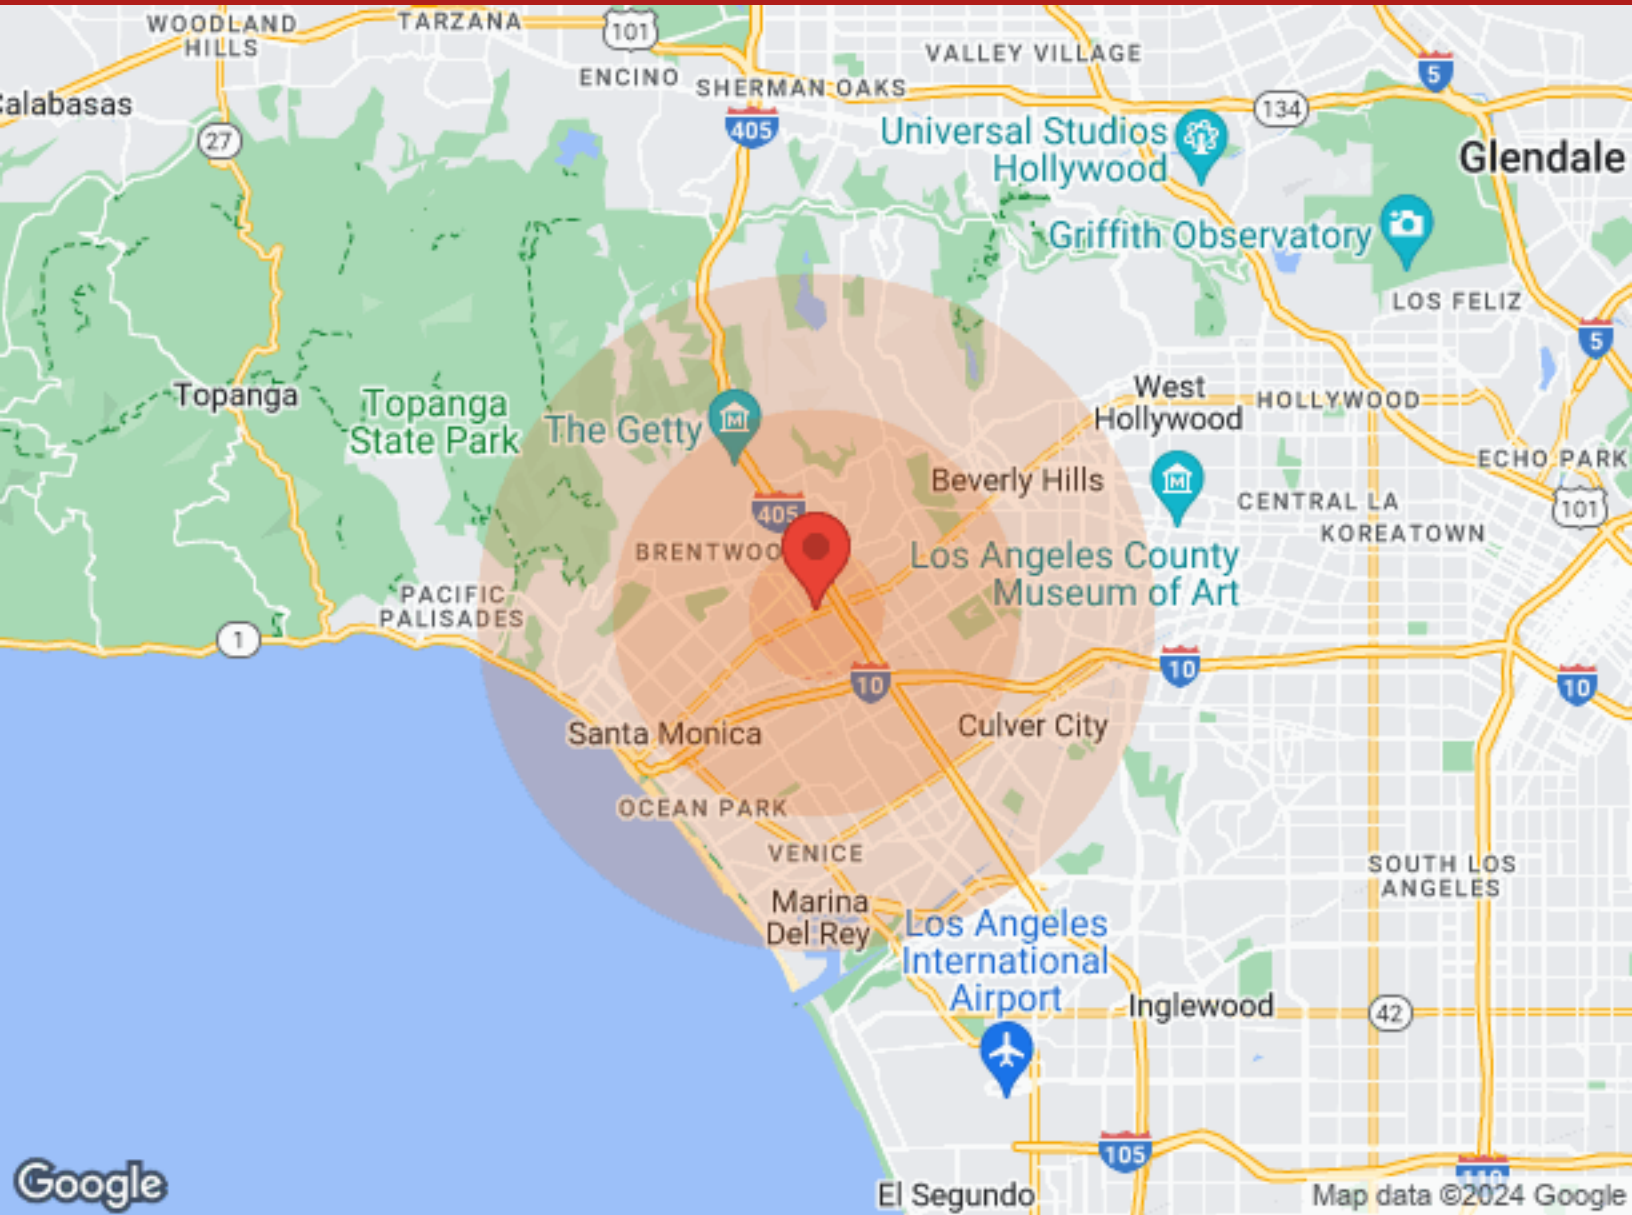 WOODLAND
HILLS
TARZANA
101
ENCINO
SHERMAN OAKS
VALLEY VILLAGE
5
Calabasas
405
134
27
Universal Studios
Hollywood
Glendale
Griffith Observatory
LOS FELIZ
5
Topanga
Topanga
State Park
The Getty
West
Hollywood
HOLLYWOOD
Beverly Hills
ECHO PARK
405
CENTRAL LA
101
KOREATOWN
BRENTWOO
Los Angeles County
Museum of Art
PACIFIC
PALISADES
1
10
10
10
Santa Monica
Culver City
OCEAN PARK
VENICE
SOUTH LOS
ANGELES
Marina
Del Rey
Los Angeles
International
Airport
Inglewood
42
105
110
El Segundo
Google
Map data ©2024 Google